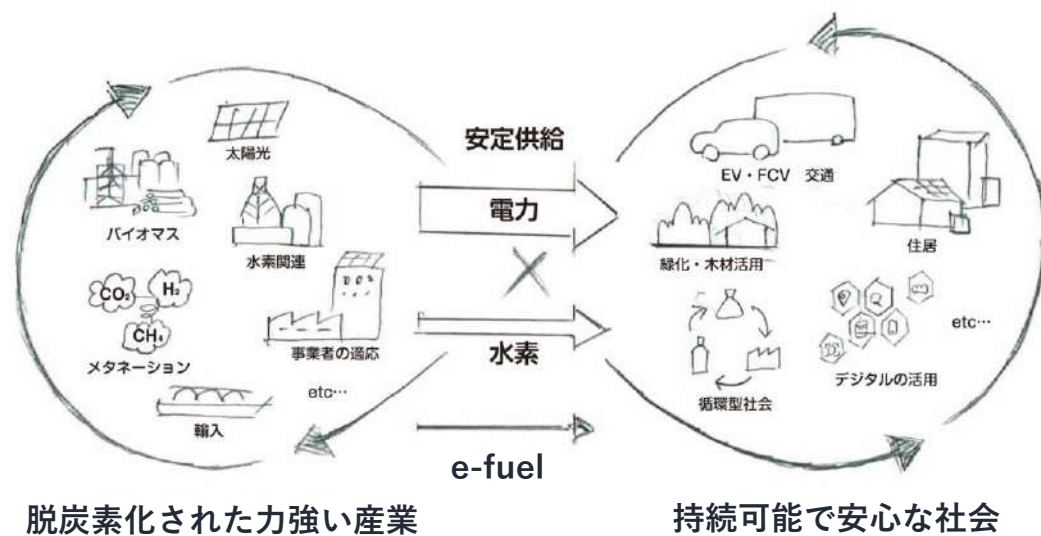 太陽光
バイオマス
水素関連
CO₂
H₂
CH₄
メタネーション
事業者の適応
輸入
etc…
安定供給
電力
×
水素
e-fuel
EV・FCV 交通
住居
緑化・木材活用
循環型社会
デジタルの活用
etc…
脱炭素化された力強い産業
持続可能で安心な社会